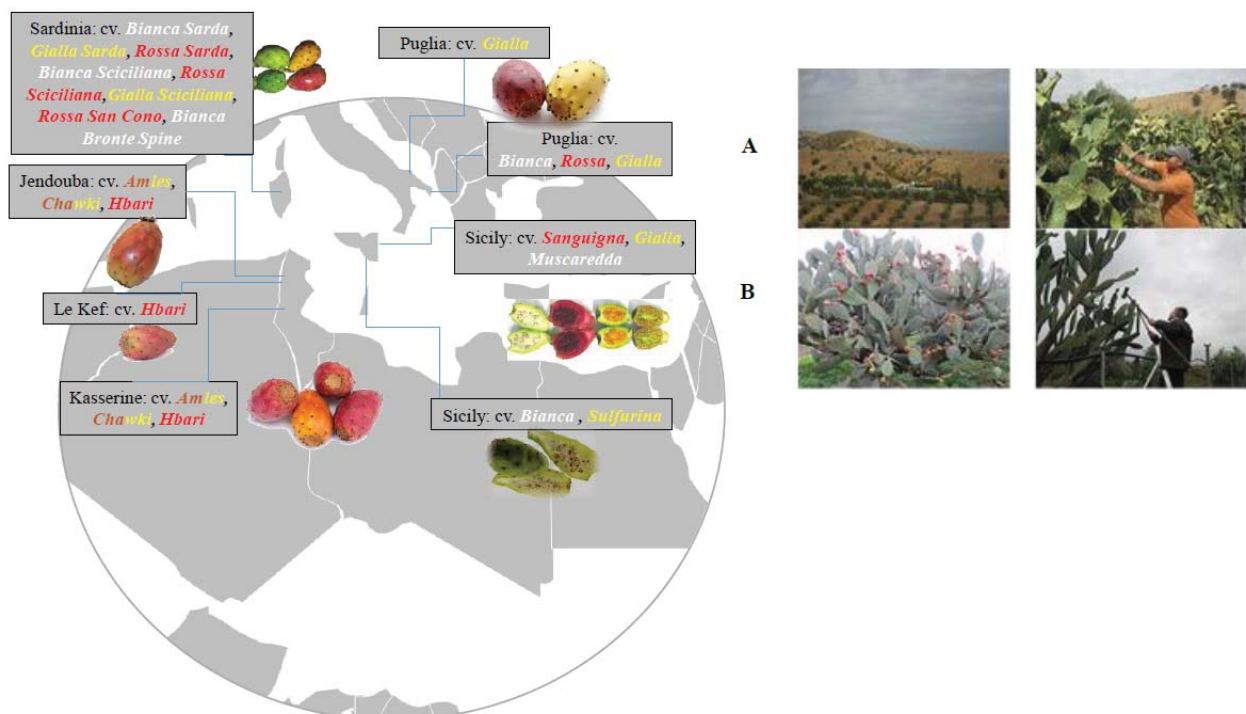 Sardinia: cv. Bianca Sarda,
Gialla Sarda, Rossa Sarda,
Bianca Sciciliana, Rossa
Sciciliana,Gialla Sciciliana,
Rossa San Cono, Bianca
Bronte Spine
Puglia: cv. Gialla
Puglia: cv.
Bianca, Rossa, Gialla
Jendouba: cv. Amles,
Chawki, Hbari
Sicily: cv. Sanguigna, Gialla,
Muscaredda
Le Kef: cv. Hbari
Kasserine: cv. Amles,
Chawki, Hbari
Sicily: cv. Bianca , Sulfurina
A
B